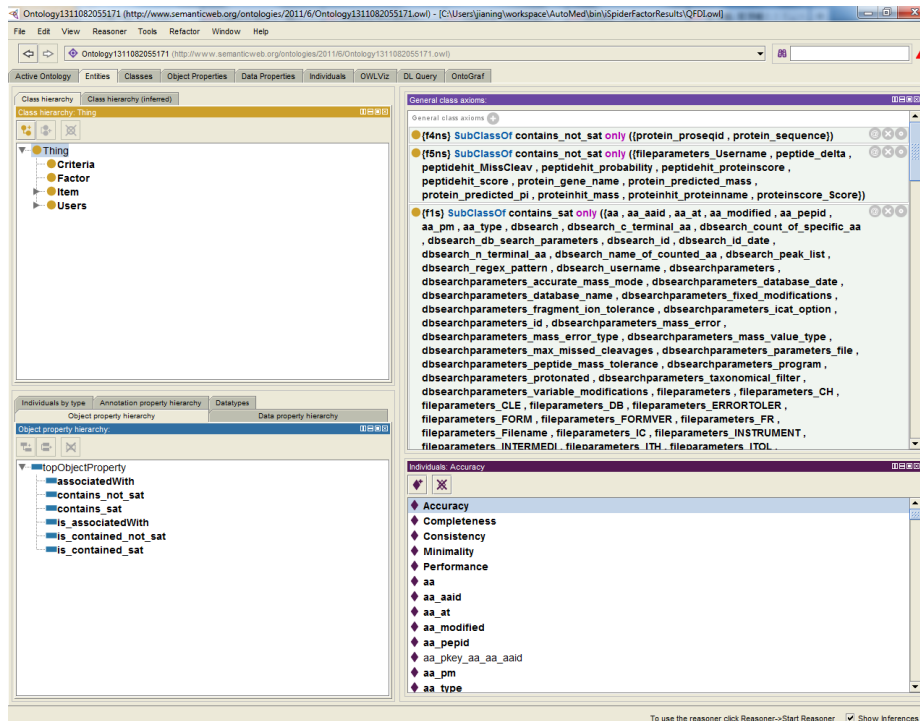 Ontology1311082055171 (http://www.semanticweb.org/ontologies/2011/6/Ontology1311082055171.owl) - [C:\Users\jianing\workspace\AutoMed\bin\iSpiderFactorResults\QFDI.owl]
File Edit View Reasoner Tools Refactor Window Help
Ontology1311082055171 (http://www.semanticweb.org/ontologies/2011/6/Ontology1311082055171.owl)
Active Ontology Entities Classes Object Properties Data Properties Individuals OWLViz DL Query OntoGraf
Class hierarchy Class hierarchy (inferred)
Class hierarchy: Thing
Thing
Criteria
Factor
Item
Users
Individuals by type Annotation property hierarchy Datatypes
Object property hierarchy Data property hierarchy
Object property hierarchy:
topObjectProperty
associatedWith
contains_not_sat
contains_sat
is_associatedWith
is_contained_not_sat
is_contained_sat
General class axioms:
General class axioms
{f4ns} SubClassOf contains_not_sat only ({protein_proseqid , protein_sequence})
{f5ns} SubClassOf contains_not_sat only ({fileparameters_Username , peptide_delta ,
peptidehit_MissCleav , peptidehit_probability , peptidehit_proteinscore ,
peptidehit_score , protein_gene_name , protein_predicted_mass ,
protein_predicted_pi , proteinhit_mass , proteinhit_proteinname , proteinscore_Score})
{f1s} SubClassOf contains_sat only ({aa , aa_aaid , aa_at , aa_modified , aa_pepid ,
aa_pm , aa_type , dbsearch , dbsearch_c_terminal_aa , dbsearch_count_of_specific_aa
, dbsearch_db_search_parameters , dbsearch_id , dbsearch_id_date ,
dbsearch_n_terminal_aa , dbsearch_name_of_counted_aa , dbsearch_peak_list ,
dbsearch_regex_pattern , dbsearch_username , dbsearchparameters ,
dbsearchparameters_accurate_mass_mode , dbsearchparameters_database_date ,
dbsearchparameters_database_name , dbsearchparameters_fixed_modifications ,
dbsearchparameters_fragment_ion_tolerance , dbsearchparameters_icat_option ,
dbsearchparameters_id , dbsearchparameters_mass_error ,
dbsearchparameters_mass_error_type , dbsearchparameters_mass_value_type ,
dbsearchparameters_max_missed_cleavages , dbsearchparameters_parameters_file ,
dbsearchparameters_peptide_mass_tolerance , dbsearchparameters_program ,
dbsearchparameters_protonated , dbsearchparameters_taxonomical_filter ,
dbsearchparameters_variable_modifications , fileparameters , fileparameters_CH ,
fileparameters_CLE , fileparameters_DB , fileparameters_ERRORTOLER ,
fileparameters_FORM , fileparameters_FORMVER , fileparameters_FR ,
fileparameters_Filename , fileparameters_IC , fileparameters_INSTRUMENT ,
fileparameters_INTERMEDI , fileparameters_ITH , fileparameters_ITOL ,
Individuals: Accuracy
Accuracy
Completeness
Consistency
Minimality
Performance
aa
aa_aaid
aa_at
aa_modified
aa_pepid
aa_pkey_aa_aa_aaid
aa_pm
aa_type
To use the reasoner click Reasoner->Start Reasoner Show Inferences